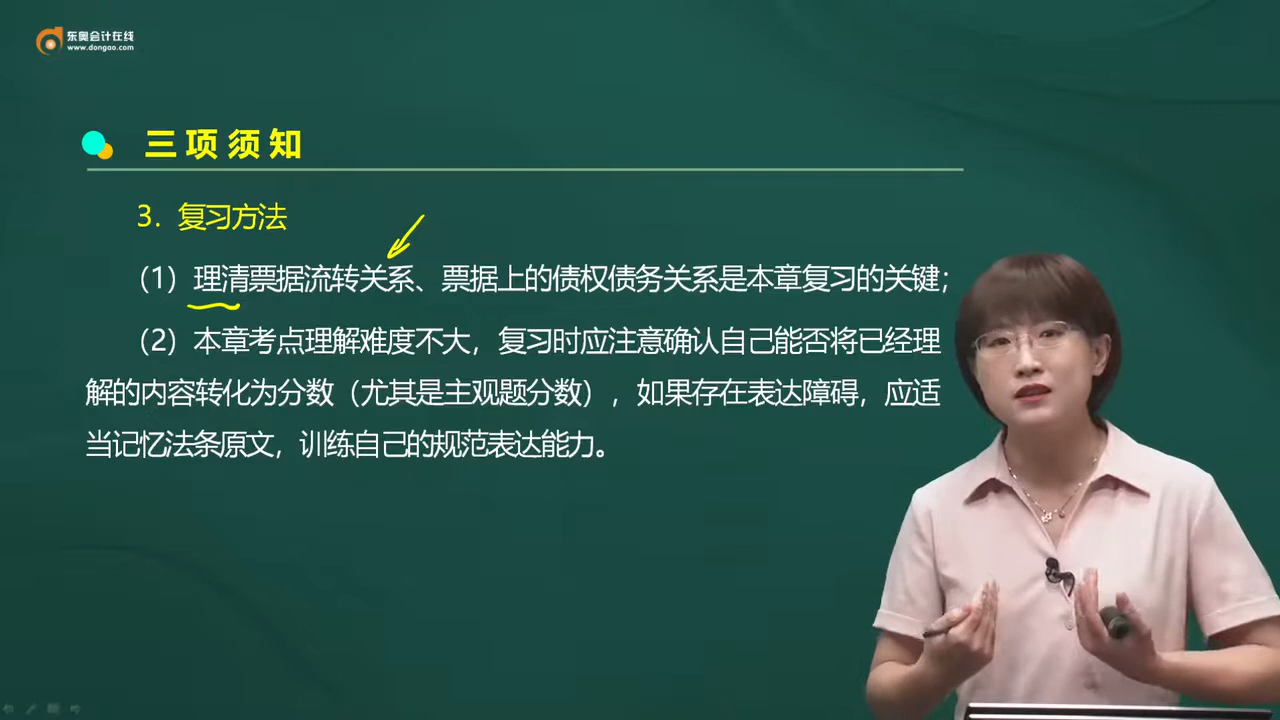 东奥会计在线
www.dongao.com
三项须知
3. 复习方法
（1）理清票据流转关系、票据上的债权债务关系是本章复习的关键；
（2）本章考点理解难度不大，复习时应注意确认自己能否将已经理
解的内容转化为分数（尤其是主观题分数），如果存在表达障碍，应适
当记忆法条原文，训练自己的规范表达能力。